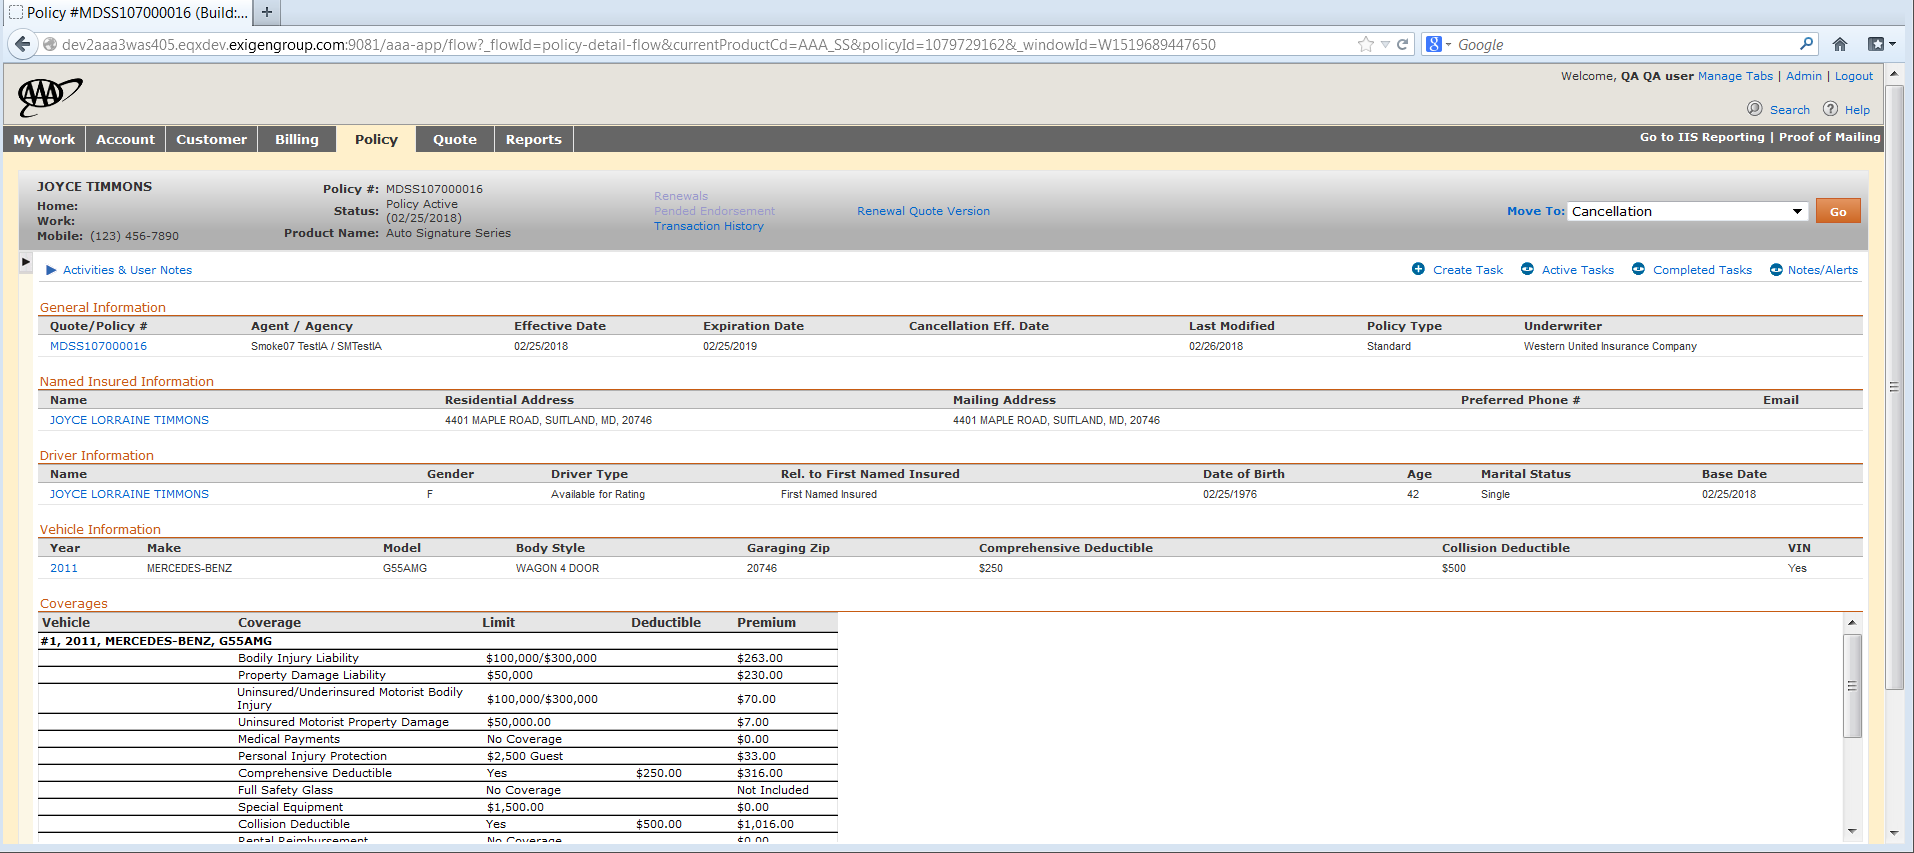 Policy #MDSS107000016 (Build:... +
dev2aaa3was405.eqxdev.exigengroup.com:9081/aaa-app/flow?_flowId=policy-detail-flow&currentProductCd=AAA_SS&policyId=1079729162&_windowId=W1519689447650
8 Google
Welcome, QA QA user Manage Tabs | Admin | Logout
AAA
Search ? Help
My Work Account Customer Billing Policy Quote Reports Go to IIS Reporting | Proof of Mailing
JOYCE TIMMONS
Home:
Work:
Mobile: (123) 456-7890
Policy #: MDSS107000016
Status: Policy Active
(02/25/2018)
Product Name: Auto Signature Series
Renewals
Pended Endorsement
Transaction History
Renewal Quote Version
Move To: Cancellation Go
Activities & User Notes Create Task Active Tasks Completed Tasks Notes/Alerts
General Information
Quote/Policy # Agent / Agency Effective Date Expiration Date Cancellation Eff. Date Last Modified Policy Type Underwriter
MDSS107000016 Smoke07 TestIA / SMTestIA 02/25/2018 02/25/2019 02/26/2018 Standard Western United Insurance Company
Named Insured Information
Name Residential Address Mailing Address Preferred Phone # Email
JOYCE LORRAINE TIMMONS 4401 MAPLE ROAD, SUITLAND, MD, 20746 4401 MAPLE ROAD, SUITLAND, MD, 20746
Driver Information
Name Gender Driver Type Rel. to First Named Insured Date of Birth Age Marital Status Base Date
JOYCE LORRAINE TIMMONS F Available for Rating First Named Insured 02/25/1976 42 Single 02/25/2018
Vehicle Information
Year Make Model Body Style Garaging Zip Comprehensive Deductible Collision Deductible VIN
2011 MERCEDES-BENZ G55AMG WAGON 4 DOOR 20746 $250 $500 Yes
Coverages
Vehicle Coverage Limit Deductible Premium
#1, 2011, MERCEDES-BENZ, G55AMG
Bodily Injury Liability $100,000/$300,000 $263.00
Property Damage Liability $50,000 $230.00
Uninsured/Underinsured Motorist Bodily
Injury $100,000/$300,000 $70.00
Uninsured Motorist Property Damage $50,000.00 $7.00
Medical Payments No Coverage $0.00
Personal Injury Protection $2,500 Guest $33.00
Comprehensive Deductible Yes $250.00 $316.00
Full Safety Glass No Coverage Not Included
Special Equipment $1,500.00 $0.00
Collision Deductible Yes $500.00 $1,016.00
Rental Reimbursement No Coverage $0.00